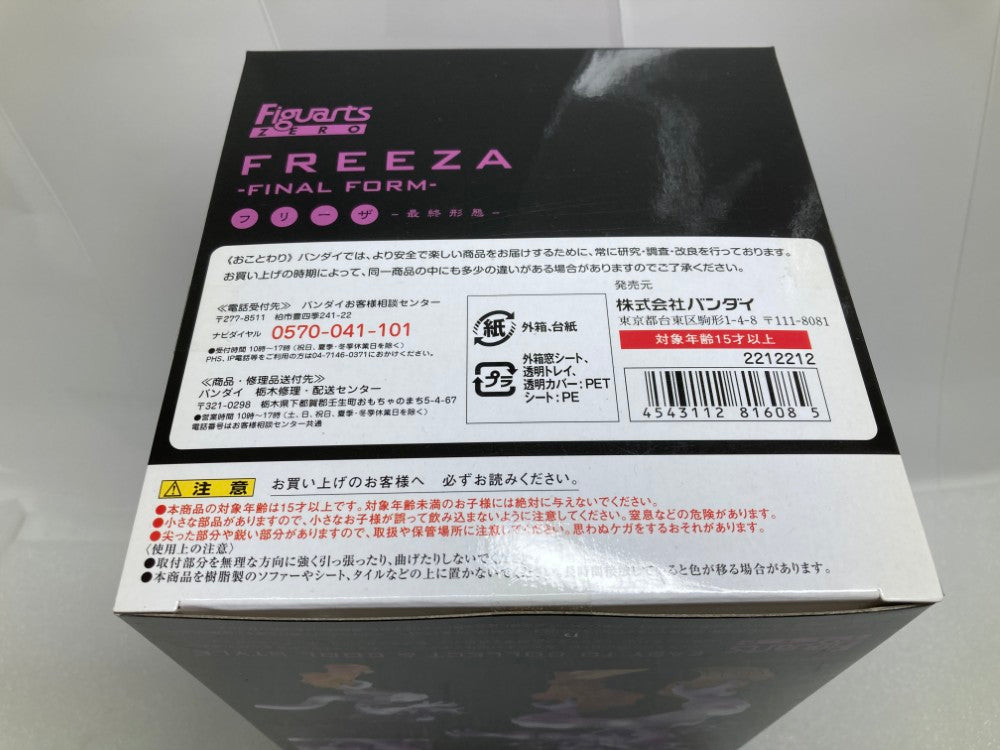 Figuarts
ZERO
FREEZA
-FINAL FORM-
フリーザ -最終形態-
《おことわり》バンダイでは、より安全で楽しい商品をお届けするために、常に研究・調査・改良を行っております。
お買い上げの時期によって、同一商品の中にも多少の違いがある場合がありますのでご了承ください。
≪電話受付先≫ バンダイお客様相談センター
〒277-8511 柏市豊四季241-22
ナビダイヤル 0570-041-101
●受付時間 10時〜17時(祝日、夏季・冬季休業日を除く)
PHS、IP電話等をご利用の方は04-7146-0371におかけください。
≪商品・修理品送付先≫
バンダイ 栃木修理・配送センター
〒321-0298 栃木県下都賀郡壬生町おもちゃのまち5-4-67
●営業時間 10時〜17時(土、日、祝日、夏季・冬季休業日を除く)
電話番号はお客様相談センター共通
紙 外箱、台紙
プラ 外箱窓シート、
透明トレイ、
透明カバー:PET
シート:PE
発売元
株式会社バンダイ
東京都台東区駒形1-4-8 〒111-8081
対象年齢15才以上
2212212
4543112 81608 5
注意 お買い上げのお客様へ 必ずお読みください。
●本商品の対象年齢は15才以上です。対象年齢未満のお子様には絶対に与えないでください。
●小さな部品がありますので、小さなお子様が誤って飲み込まないように注意してください。窒息などの危険があります。
●尖った部分や鋭い部分がありますので、取扱や保管場所に注意してください。思わぬケガをするおそれがあります。
〈使用上の注意〉
●取付部分を無理な方向に強く引っ張ったり、曲げたりしないでく
●本商品を樹脂製のソファーやシート、タイルなどの上に置かないでくだ 長時間接触していると色が移る場合があります。
EASY TO COLLECT & COOL STYLE